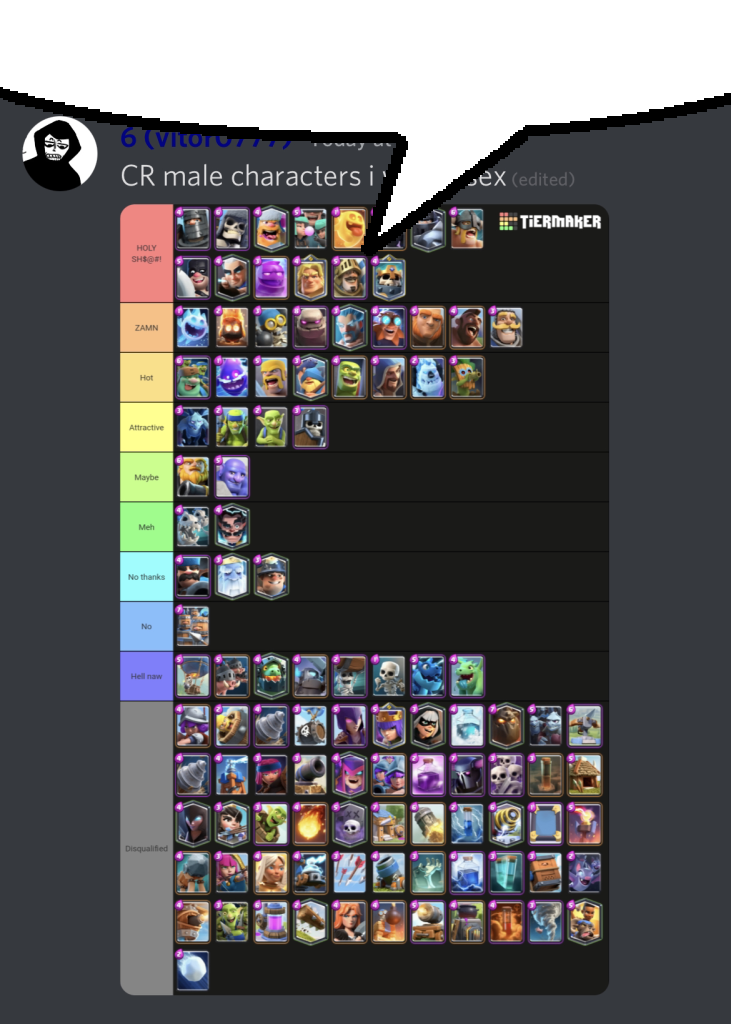 6 (vitor0777) Today at
CR male characters i sex (edited)
TIERMAKER
HOLY
SH$@#!
ZAMN
Hot
Attractive
Maybe
Meh
No thanks
No
Hell naw
Disqualified